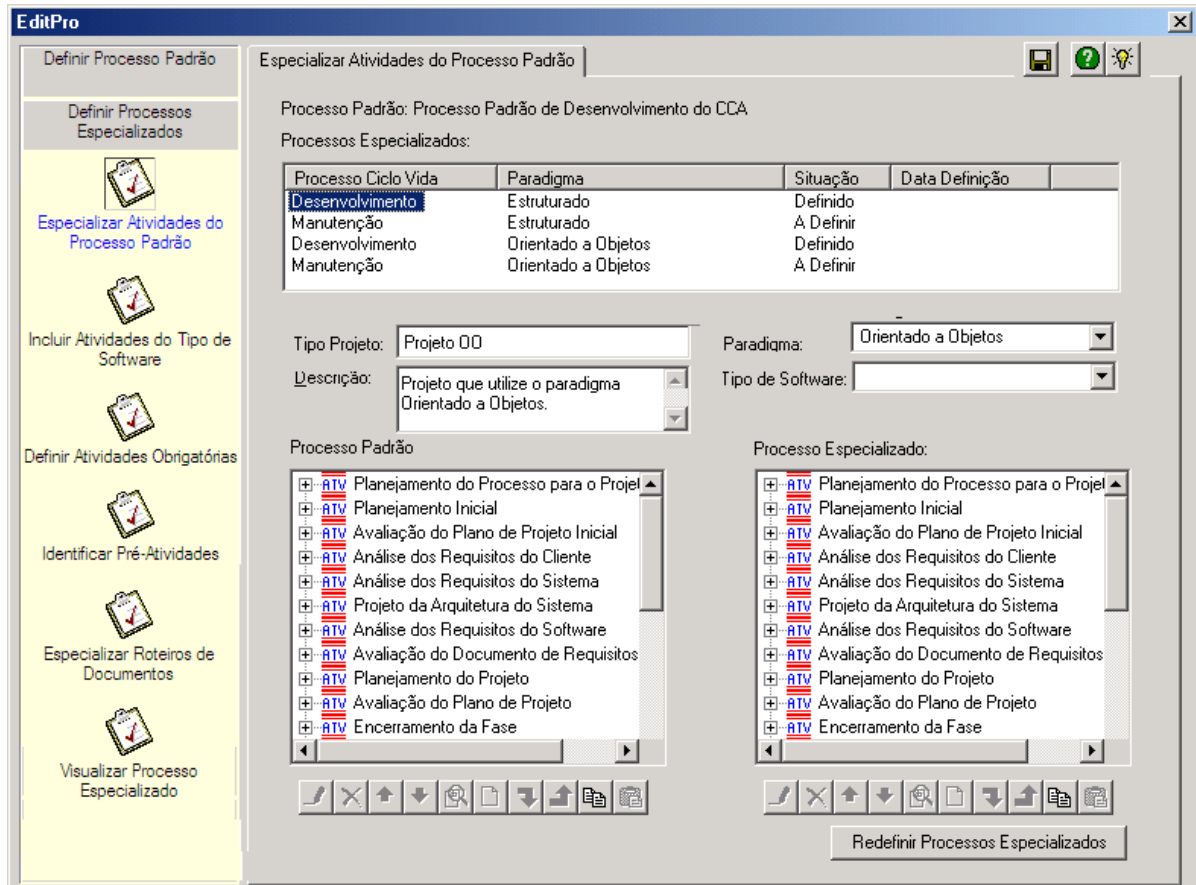 EditPro
Definir Processo Padrão
Definir Processos
Especializados
Especializar Atividades do
Processo Padrão
Incluir Atividades do Tipo de
Software
Definir Atividades Obrigatórias
Identificar Pré-Atividades
Especializar Roteiros de
Documentos
Visualizar Processo
Especializado
Especializar Atividades do Processo Padrão
Processo Padrão: Processo Padrão de Desenvolvimento do CCA
Processos Especializados:
Processo Ciclo Vida Paradigma Situação Data Definição
Desenvolvimento Estruturado Definido
Manutenção Estruturado A Definir
Desenvolvimento Orientado a Objetos Definido
Manutenção Orientado a Objetos A Definir
Tipo Projeto: Projeto OO
Paradigma: Orientado a Objetos
Descrição: Projeto que utilize o paradigma
Orientado a Objetos.
Tipo de Software:
Processo Padrão
ATV Planejamento do Processo para o Projet
ATV Planejamento Inicial
ATV Avaliação do Plano de Projeto Inicial
ATV Análise dos Requisitos do Cliente
ATV Análise dos Requisitos do Sistema
ATV Projeto da Arquitetura do Sistema
ATV Análise dos Requisitos do Software
ATV Avaliação do Documento de Requisitos
ATV Planejamento do Projeto
ATV Avaliação do Plano de Projeto
ATV Encerramento da Fase
Processo Especializado:
ATV Planejamento do Processo para o Projet
ATV Planejamento Inicial
ATV Avaliação do Plano de Projeto Inicial
ATV Análise dos Requisitos do Cliente
ATV Análise dos Requisitos do Sistema
ATV Projeto da Arquitetura do Sistema
ATV Análise dos Requisitos do Software
ATV Avaliação do Documento de Requisitos
ATV Planejamento do Projeto
ATV Avaliação do Plano de Projeto
ATV Encerramento da Fase
Redefinir Processos Especializados